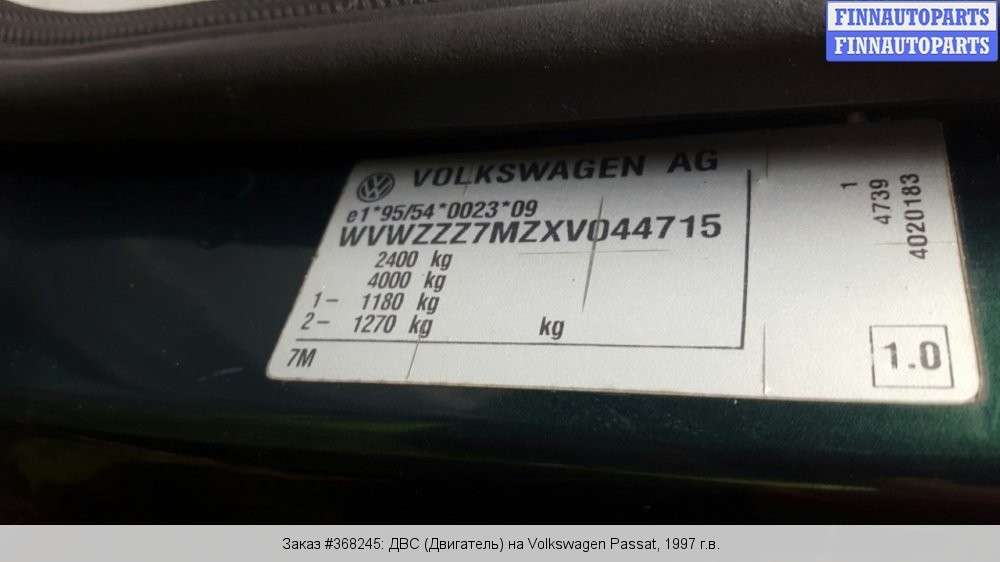 FINNAUTOPARTS
FINNAUTOPARTS
VOLKSWAGEN AG
e1*95/54*0023*09
WVWZZZ7MZXV044715
2400 kg
4000 kg
1- 1180 kg
2- 1270 kg kg
7M
1
4739
4020183
1.0
Заказ #368245: ДВС (Двигатель) на Volkswagen Passat, 1997 г.в.